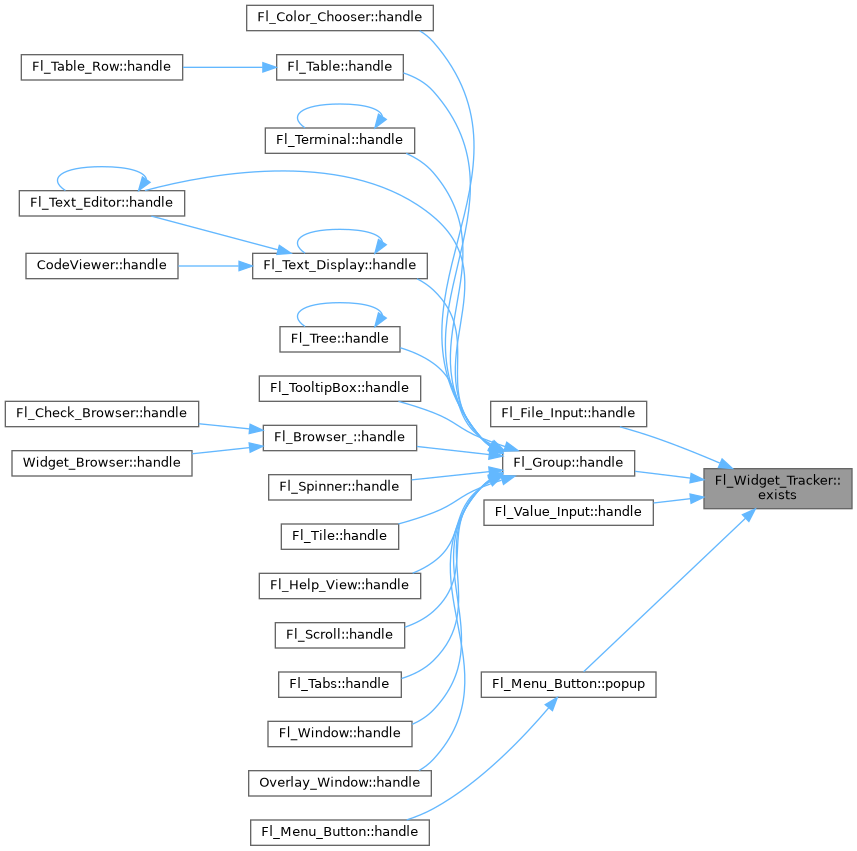 Fl_Color_Chooser::handle
Fl_Table_Row::handle
Fl_Table::handle
Fl_Terminal::handle
Fl_Text_Editor::handle
CodeViewer::handle
Fl_Text_Display::handle
Fl_Tree::handle
Fl_TooltipBox::handle
Fl_Check_Browser::handle
Fl_File_Input::handle
Fl_Browser_::handle
Widget_Browser::handle
Fl_Group::handle
Fl_Widget_Tracker::
exists
Fl_Spinner::handle
Fl_Value_Input::handle
Fl_Tile::handle
Fl_Help_View::handle
Fl_Scroll::handle
Fl_Tabs::handle
Fl_Menu_Button::popup
Fl_Window::handle
Overlay_Window::handle
Fl_Menu_Button::handle